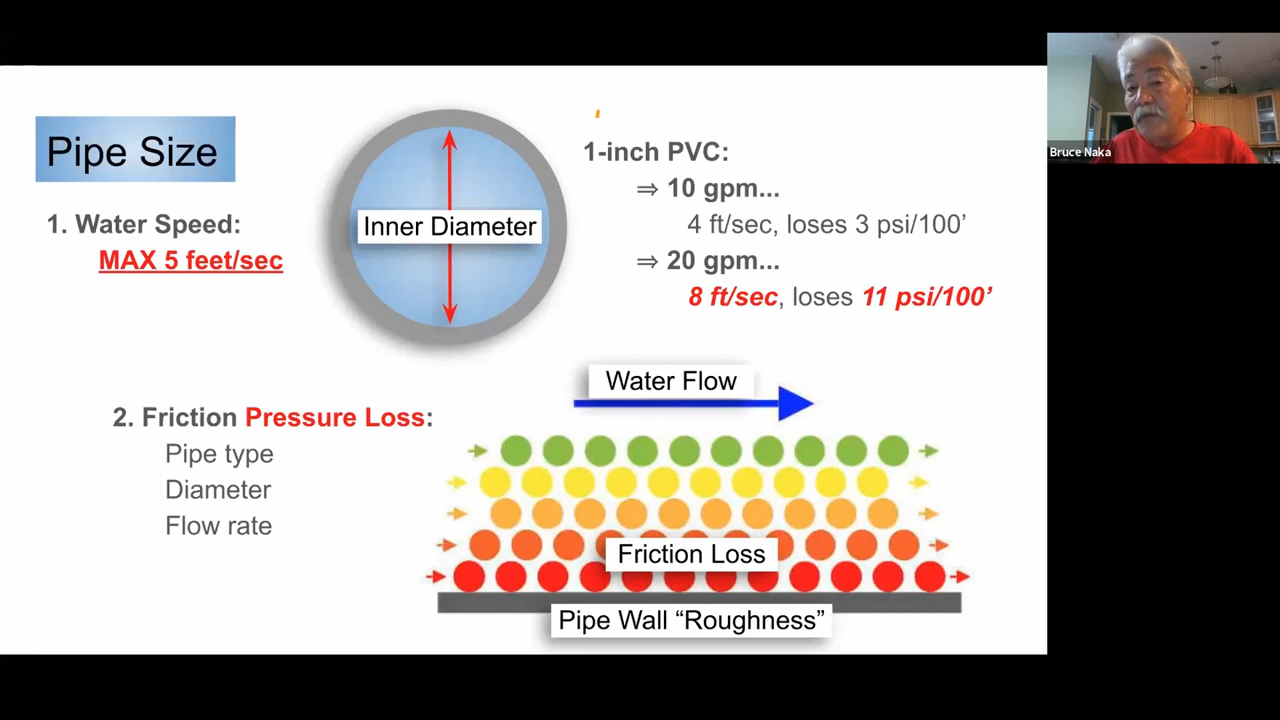 Pipe Size
1. Water Speed:
MAX 5 feet/sec
Inner Diameter
1-inch PVC:
⇒ 10 gpm...
4 ft/sec, loses 3 psi/100’
⇒ 20 gpm...
8 ft/sec, loses 11 psi/100’
Bruce Naka
2. Friction Pressure Loss:
Pipe type
Diameter
Flow rate
Water Flow
Friction Loss
Pipe Wall “Roughness”